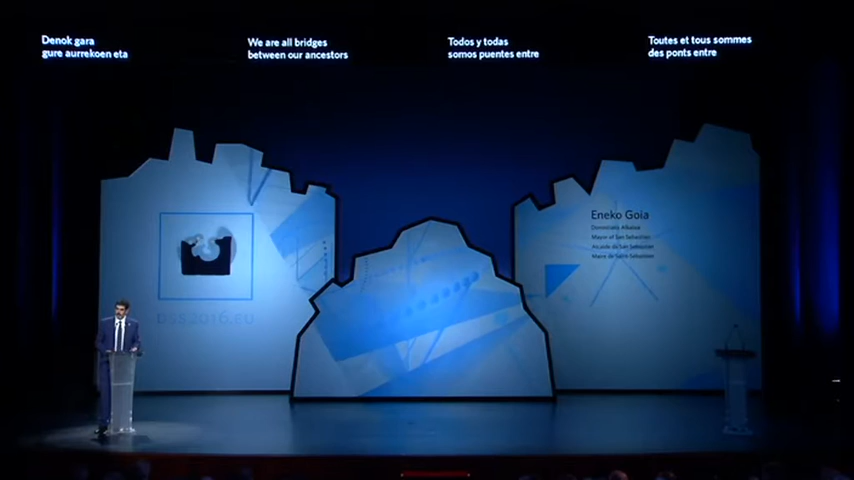 Denok gara
gure aurrekoen eta
We are all bridges
between our ancestors
Todos y todas
somos puentes entre
Toutes et tous sommes
des ponts entre
Eneko Goia
Donostiako Alkatea
Mayor of San Sebastian
Alcalde de San Sebastián
Maire de Saint-Sébastien
DSS2016.EU